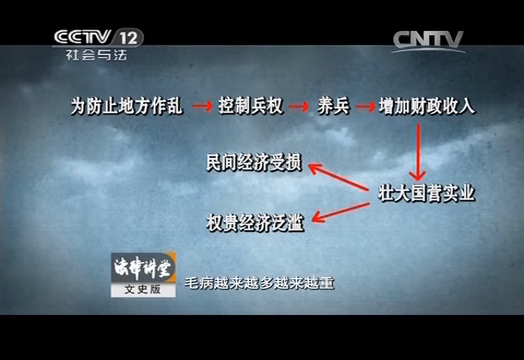 CCTV 12
社会与法
CNTV
为防止地方作乱 → 控制兵权 → 养兵 → 增加财政收入
民间经济受损
壮大国营实业
权贵经济泛滥
法律讲堂
文史版
毛病越来越多越来越重